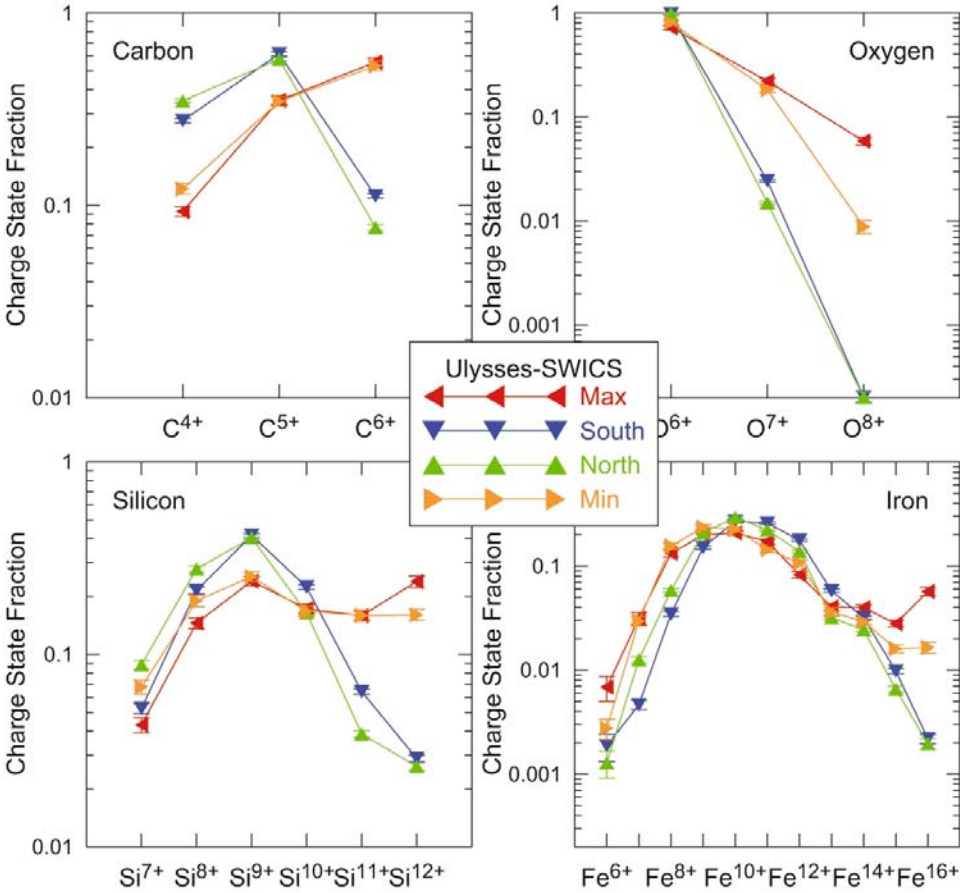 1
Carbon
Charge State Fraction
0.1
0.01
C4+
C5+
C6+
1
Oxygen
Charge State Fraction
0.1
0.01
0.001
O6+
O7+
O8+
Ulysses-SWICS
Max
South
North
Min
1
Silicon
Charge State Fraction
0.1
0.01
Si7+
Si8+
Si9+
Si10+
Si11+
Si12+
Iron
Charge State Fraction
0.1
0.01
0.001
Fe6+
Fe8+
Fe10+
Fe12+
Fe14+
Fe16+